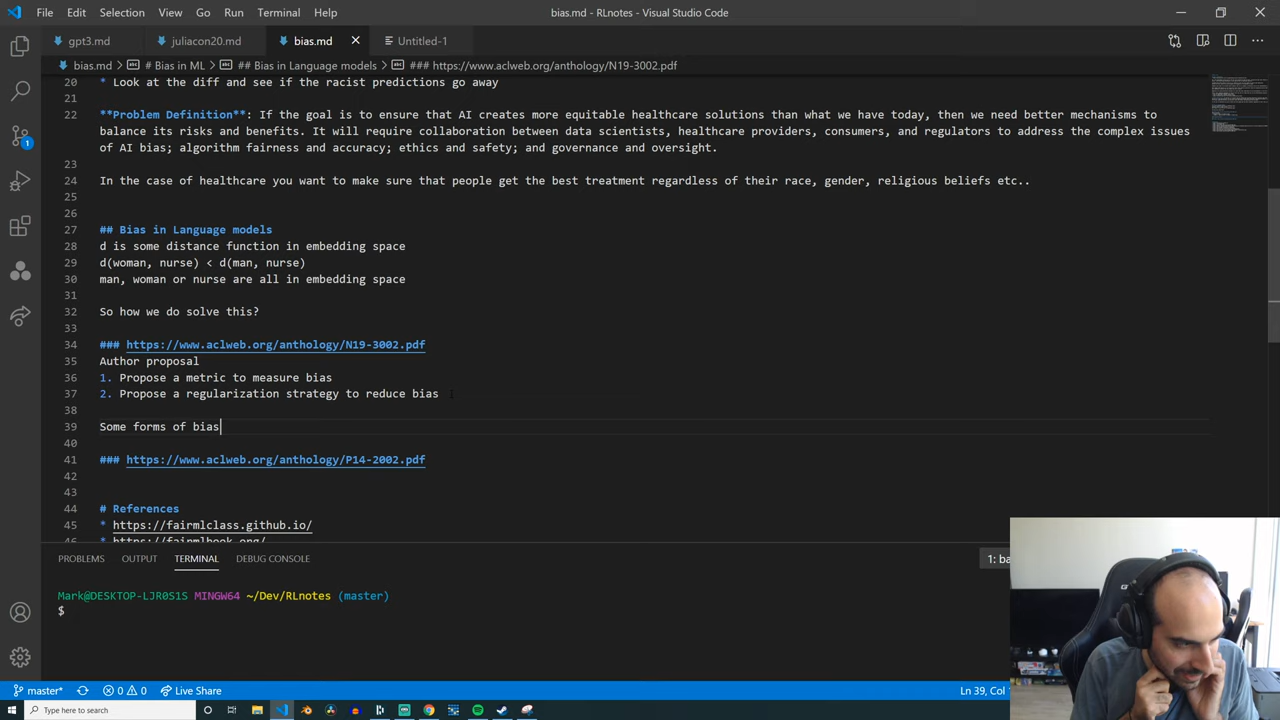 File Edit Selection View Go Run Terminal Help
bias.md - RLnotes - Visual Studio Code
gpt3.md juliacon20.md bias.md Untitled-1
bias.md > # Bias in ML > ## Bias in Language models > ### https://www.aclweb.org/anthology/N19-3002.pdf
20 * Look at the diff and see if the racist predictions go away
21
22 **Problem Definition**: If the goal is to ensure that AI creates more equitable healthcare solutions than what we have today, then we need better mechanisms to
balance its risks and benefits. It will require collaboration between data scientists, healthcare providers, consumers, and regulators to address the complex issues
of AI bias; algorithm fairness and accuracy; ethics and safety; and governance and oversight.
23
24 In the case of healthcare you want to make sure that people get the best treatment regardless of their race, gender, religious beliefs etc..
25
26
27 ## Bias in Language models
28 d is some distance function in embedding space
29 d(woman, nurse) < d(man, nurse)
30 man, woman or nurse are all in embedding space
31
32 So how we do solve this?
33
34 ### https://www.aclweb.org/anthology/N19-3002.pdf
35 Author proposal
36 1. Propose a metric to measure bias
37 2. Propose a regularization strategy to reduce bias
38
39 Some forms of bias
40
41 ### https://www.aclweb.org/anthology/P14-2002.pdf
42
43
44 # References
45 * https://fairmlclass.github.io/
46 * https://fairmlbook.org/
PROBLEMS OUTPUT TERMINAL DEBUG CONSOLE
1: ba
Mark@DESKTOP-LJR0S1S MINGW64 ~/Dev/RLnotes (master)
$
1
master* 0 0 Live Share
Ln 39, Col
Type here to search